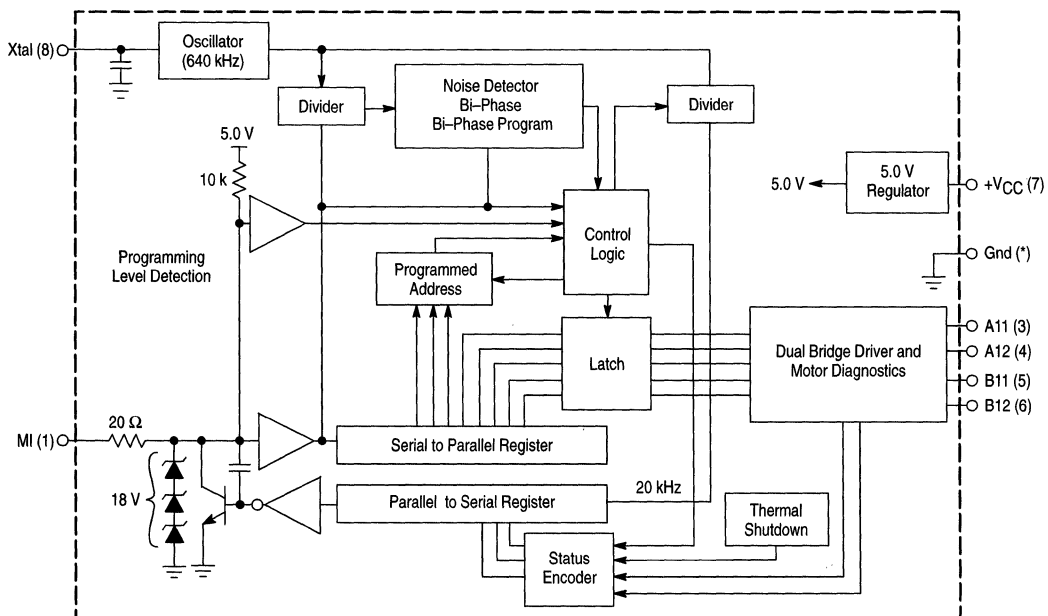 Xtal (8)
Oscillator
(640 kHz)
Divider
Noise Detector
Bi–Phase
Bi–Phase Program
Divider
5.0 V
10 k
5.0 V
5.0 V
Regulator
+VCC (7)
Programming
Level Detection
Programmed
Address
Control
Logic
Gnd (*)
Latch
Dual Bridge Driver and
Motor Diagnostics
A11 (3)
A12 (4)
B11 (5)
B12 (6)
MI (1)
20 Ω
Serial to Parallel Register
18 V
Parallel to Serial Register
20 kHz
Thermal
Shutdown
Status
Encoder